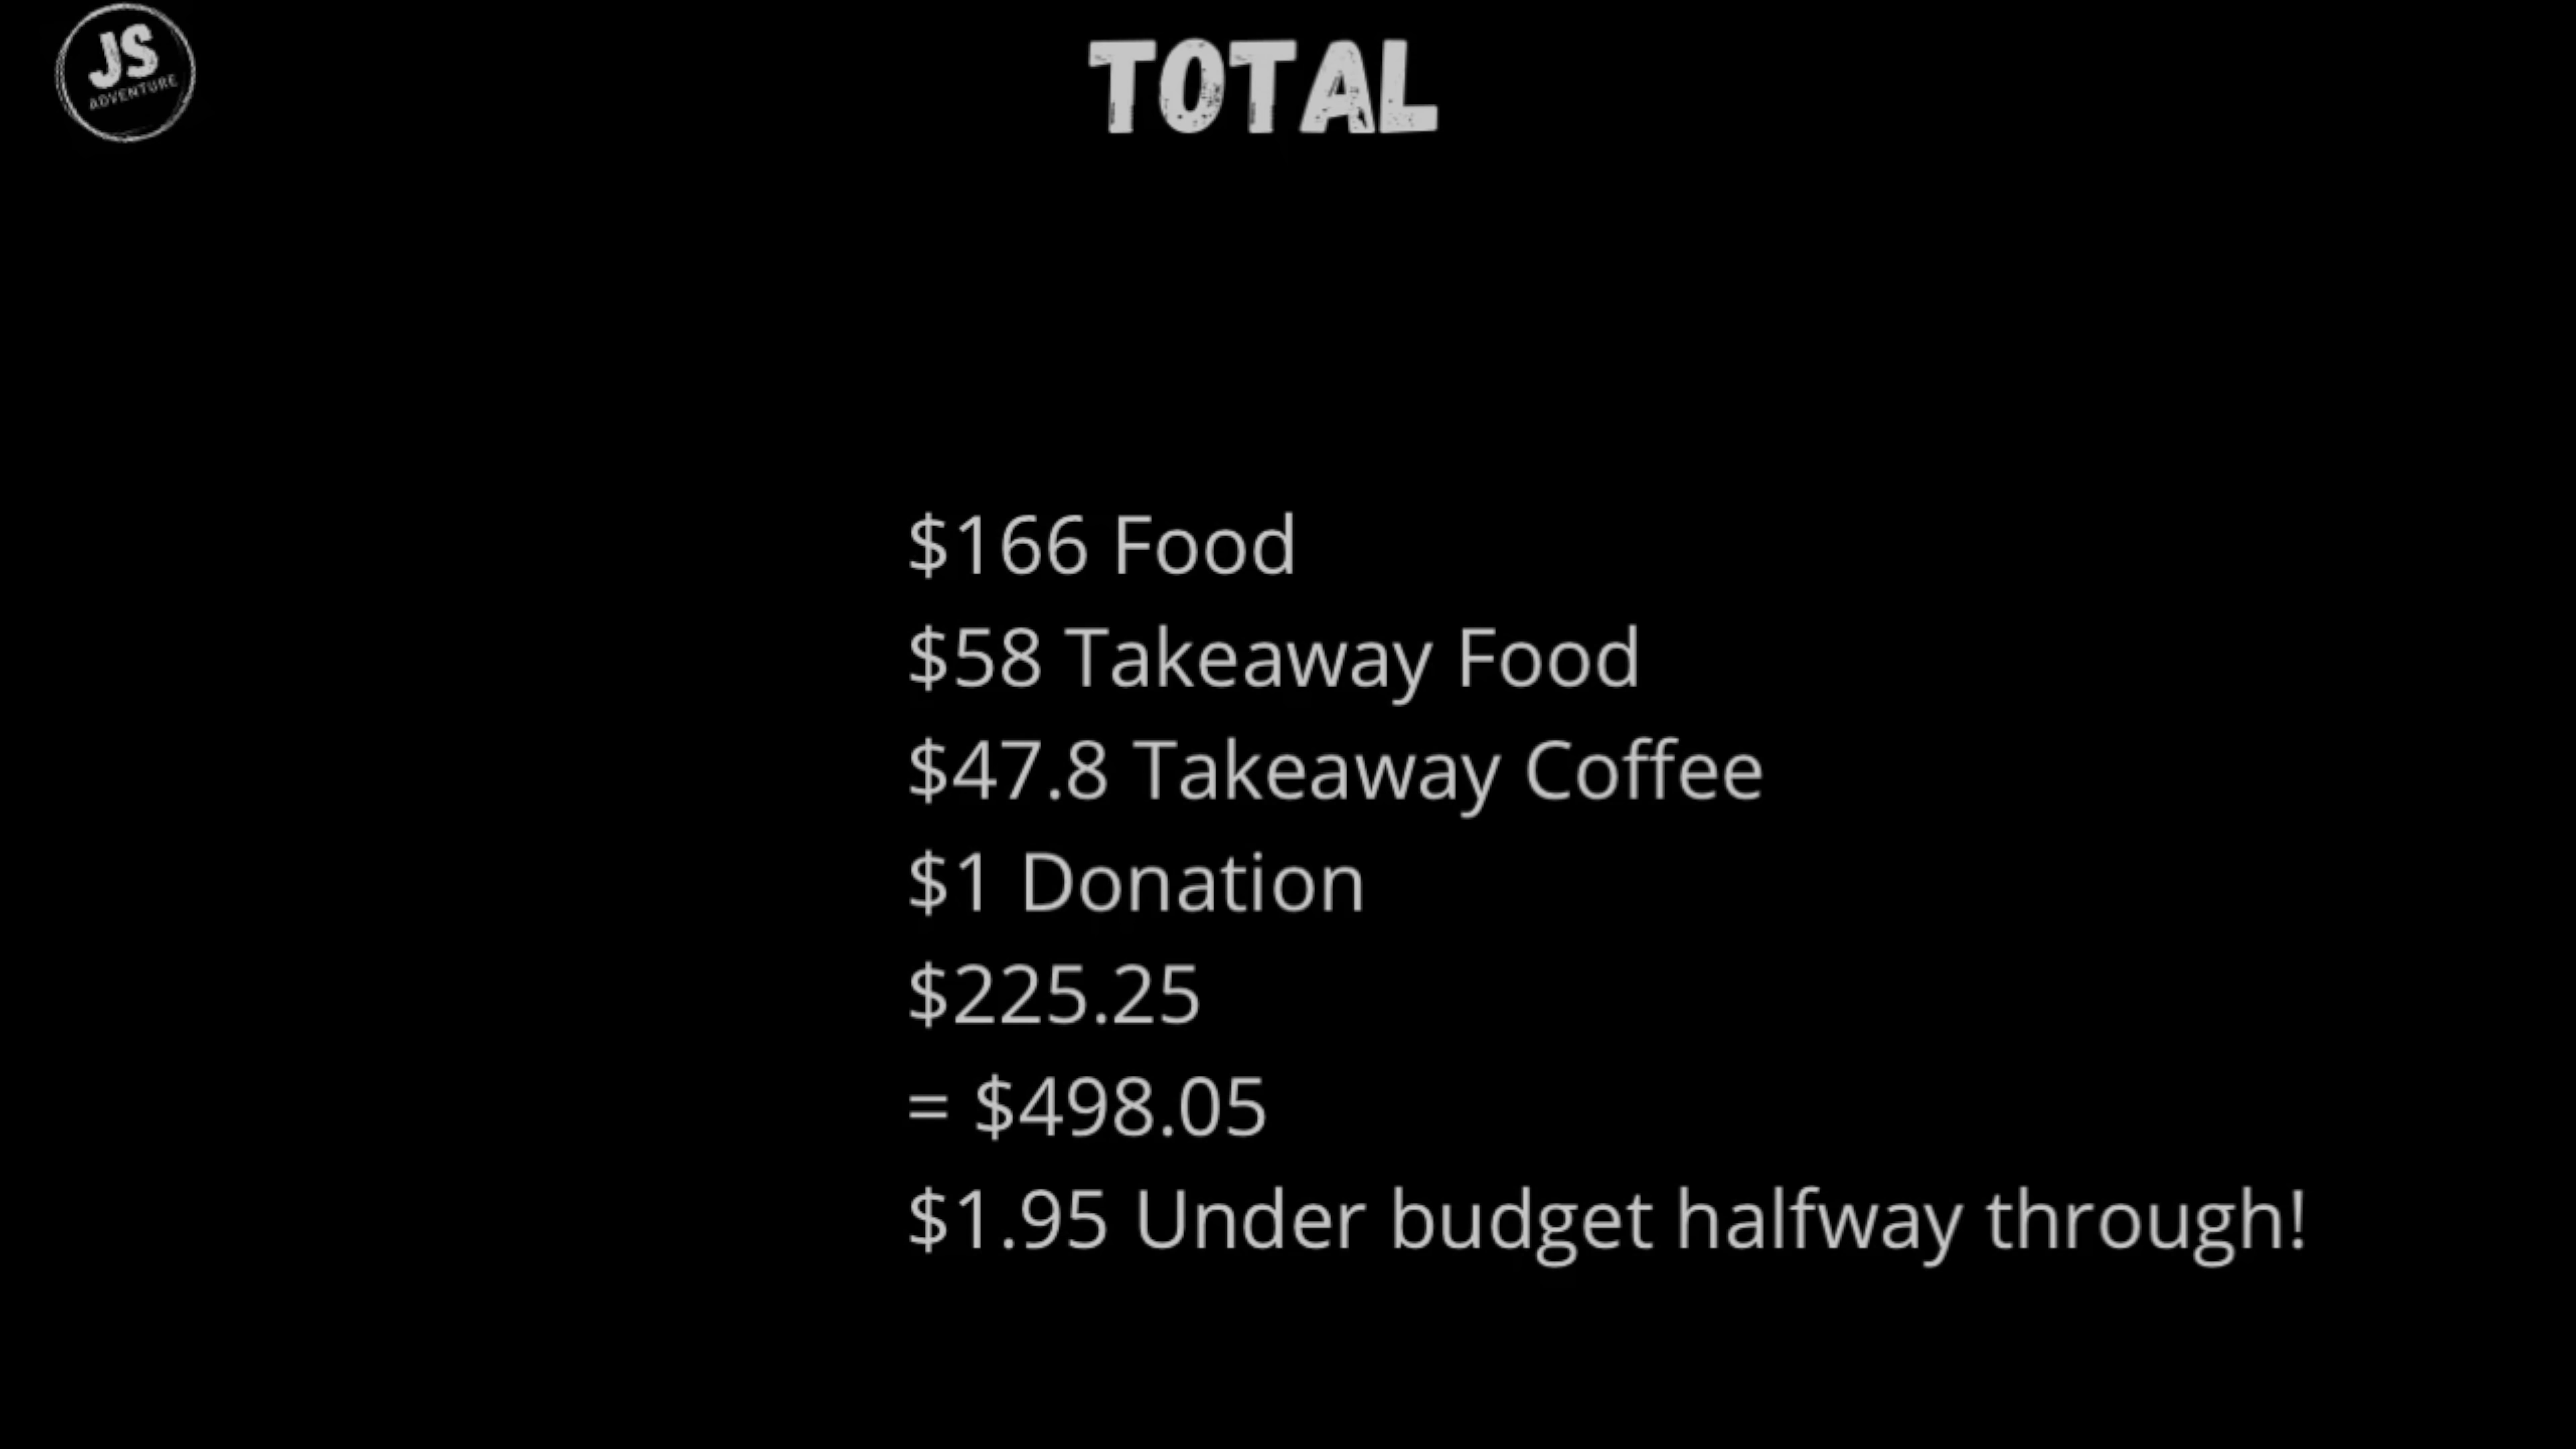 JS
ADVENTURE
TOTAL
$166 Food
$58 Takeaway Food
$47.8 Takeaway Coffee
$1 Donation
$225.25
= $498.05
$1.95 Under budget halfway through!